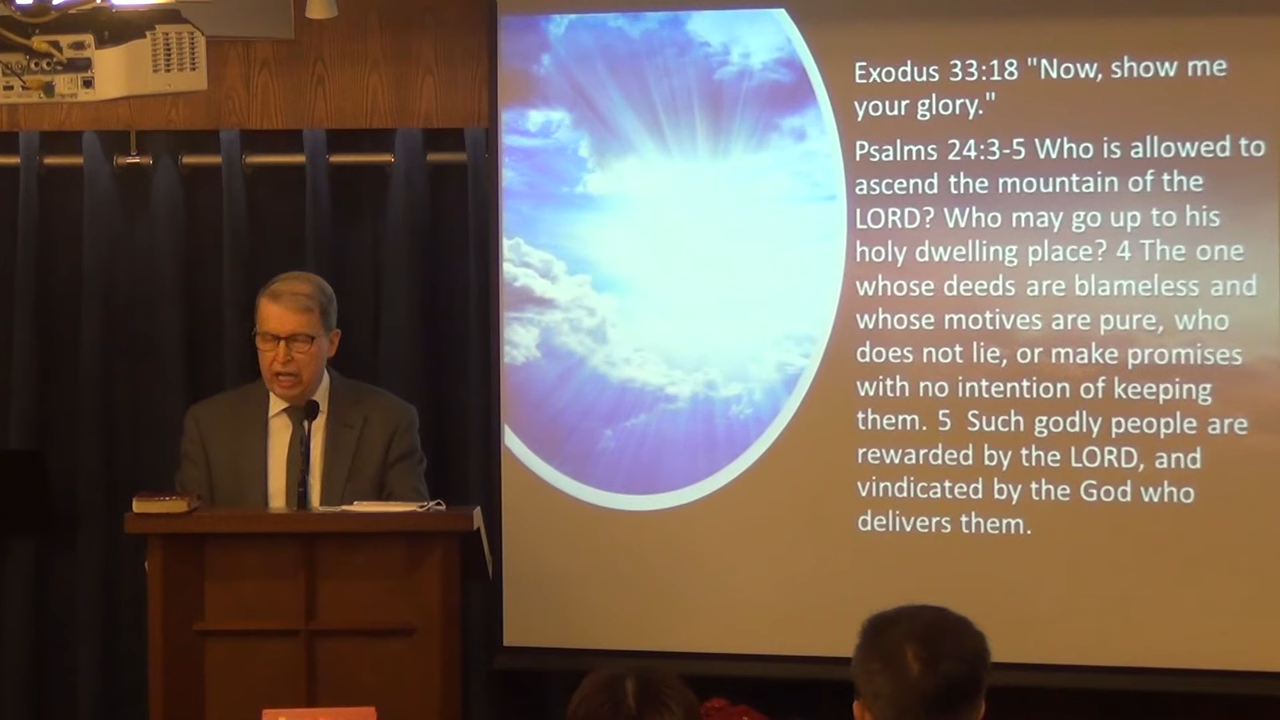 Exodus 33:18 "Now, show me
your glory."
Psalms 24:3-5 Who is allowed to
ascend the mountain of the
LORD? Who may go up to his
holy dwelling place? 4 The one
whose deeds are blameless and
whose motives are pure, who
does not lie, or make promises
with no intention of keeping
them. 5  Such godly people are
rewarded by the LORD, and
vindicated by the God who
delivers them.